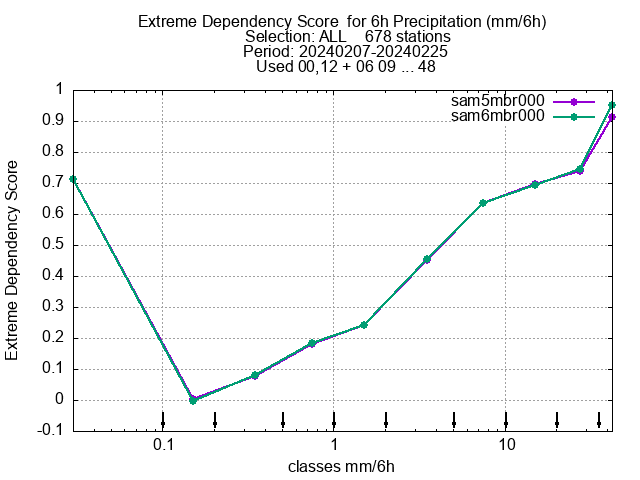 Extreme Dependency Score  for 6h Precipitation (mm/6h)
Selection: ALL    678 stations
Period: 20240207-20240225
Used 00,12 + 06 09 ... 48
sam5mbr000
sam6mbr000
1
0.9
0.8
0.7
0.6
0.5
0.4
0.3
0.2
0.1
0
-0.1
Extreme Dependency Score
0.1 1 10
classes mm/6h